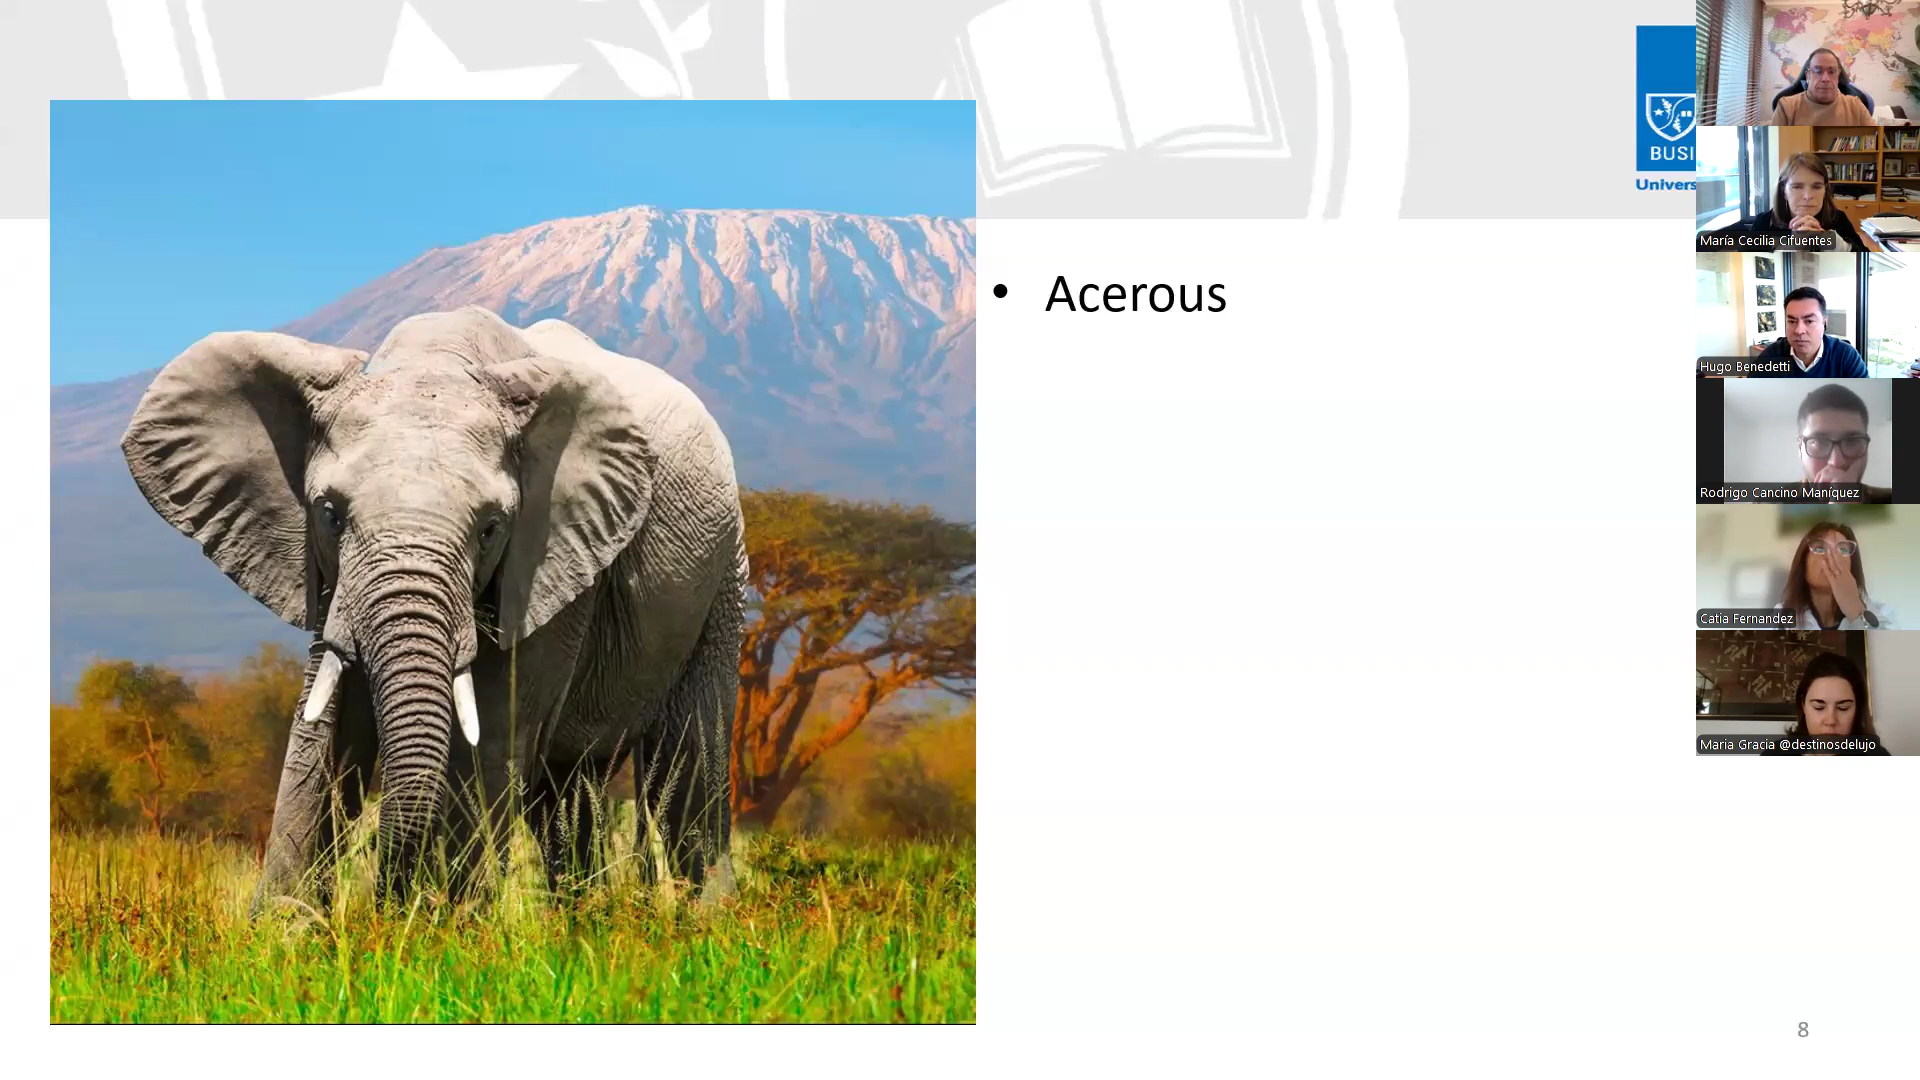 • Acerous
BUSI
Univers
María Cecilia Cifuentes
Hugo Benedetti
Rodrigo Cancino Maníquez
Catia Fernandez
Maria Gracia @destinosdelujo
8